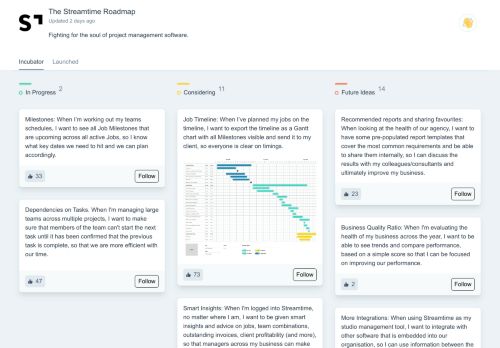 The Streamtime Roadmap
Updated 2 days ago
Fighting for the soul of project management software.
Incubator Launched
In Progress 2
Milestones: When I'm working out my teams
schedules, I want to see all Job Milestones that
are upcoming across all active Jobs, so I know
what key dates we need to hit and we can plan
accordingly.
33 Follow
Dependencies on Tasks. When I'm managing large
teams across multiple projects, I want to make
sure that members of the team can't start the next
task until it has been confirmed that the previous
task is complete, so that we are more efficient with
our time.
47 Follow
Considering 11
Job Timeline: When I've planned my jobs on the
timeline, I want to export the timeline as a Gantt
chart with all Milestones visible and send it to my
client, so everyone is clear on timings.
73 Follow
Smart Insights: When I'm logged into Streamtime,
no matter where I am, I want to be given smart
insights and advice on jobs, team combinations,
outstanding invoices, client profitability (and more),
so that managers across my business can make
Future Ideas 14
Recommended reports and sharing favourites:
When looking at the health of our agency, I want to
have some pre-populated report templates that
cover the most common requirements and be able
to share them internally, so I can discuss the
results with my colleagues/consultants and
ultimately improve my business.
23 Follow
Business Quality Ratio: When I'm evaluating the
health of my business across the year, I want to be
able to see trends and compare performance,
based on a simple score so that I can be focused
on improving our performance.
2 Follow
More Integrations: When using Streamtime as my
studio management tool, I want to integrate with
other software that is embedded into our
organisation, so I can use information between the